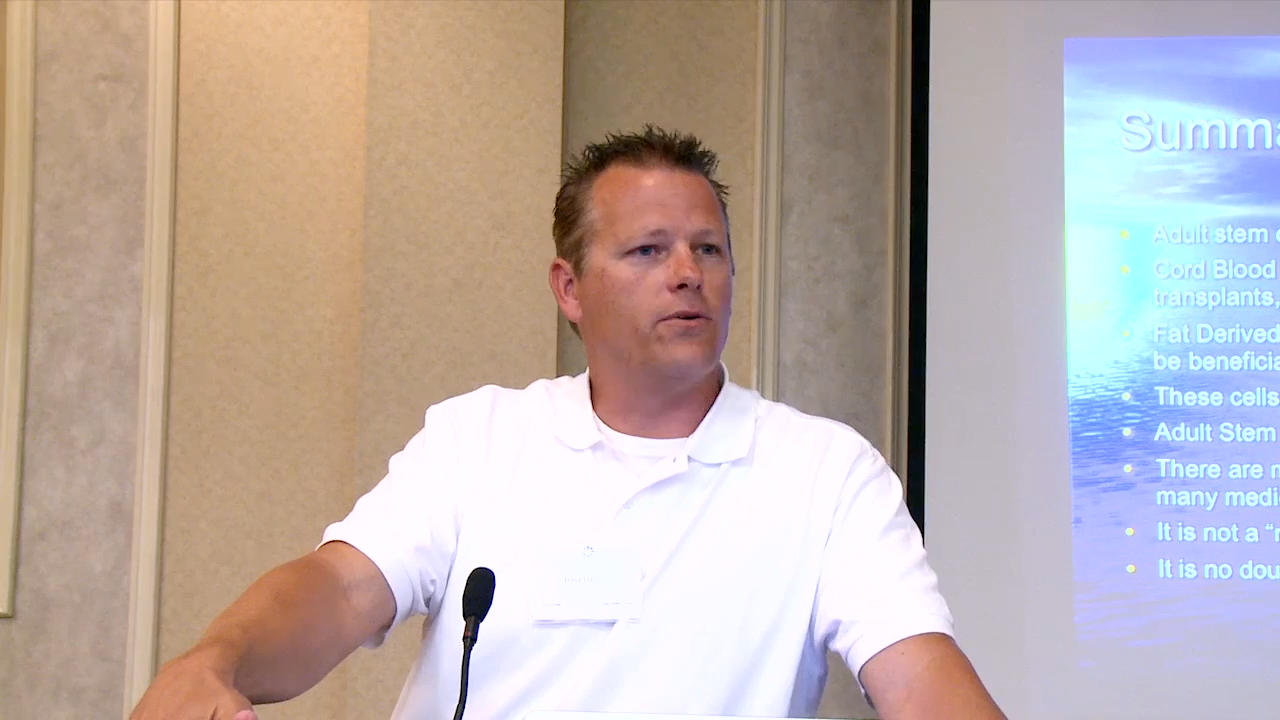 Summa
Adult stem
Cord Blood
transplants,
Fat Derived
be beneficia
These cells
Adult Stem
There are
many medi
It is not a “
It is no dou